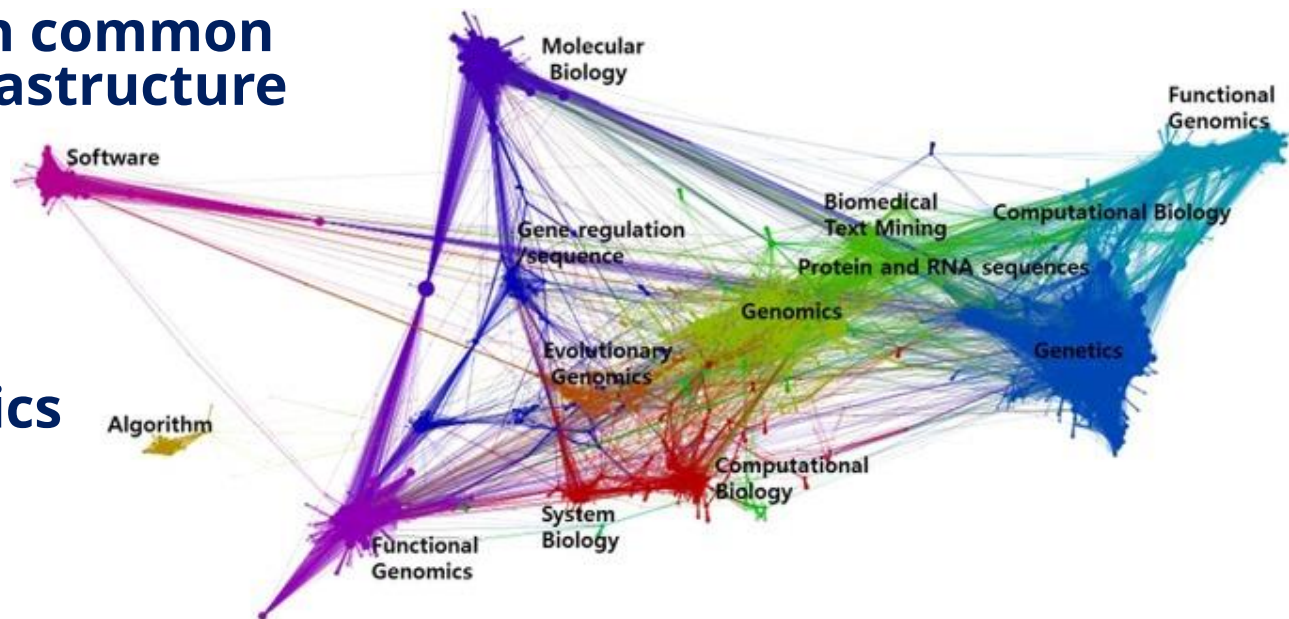 n common
astructure
ics
Molecular
Biology
Functional
Genomics
Software
Biomedical
Text Mining
Computational Biology
Gene regulation
/sequence
Protein and RNA sequences
Genomics
Evolutionary
Genomics
Genetics
Algorithm
Computational
Biology
System
Biology
Functional
Genomics